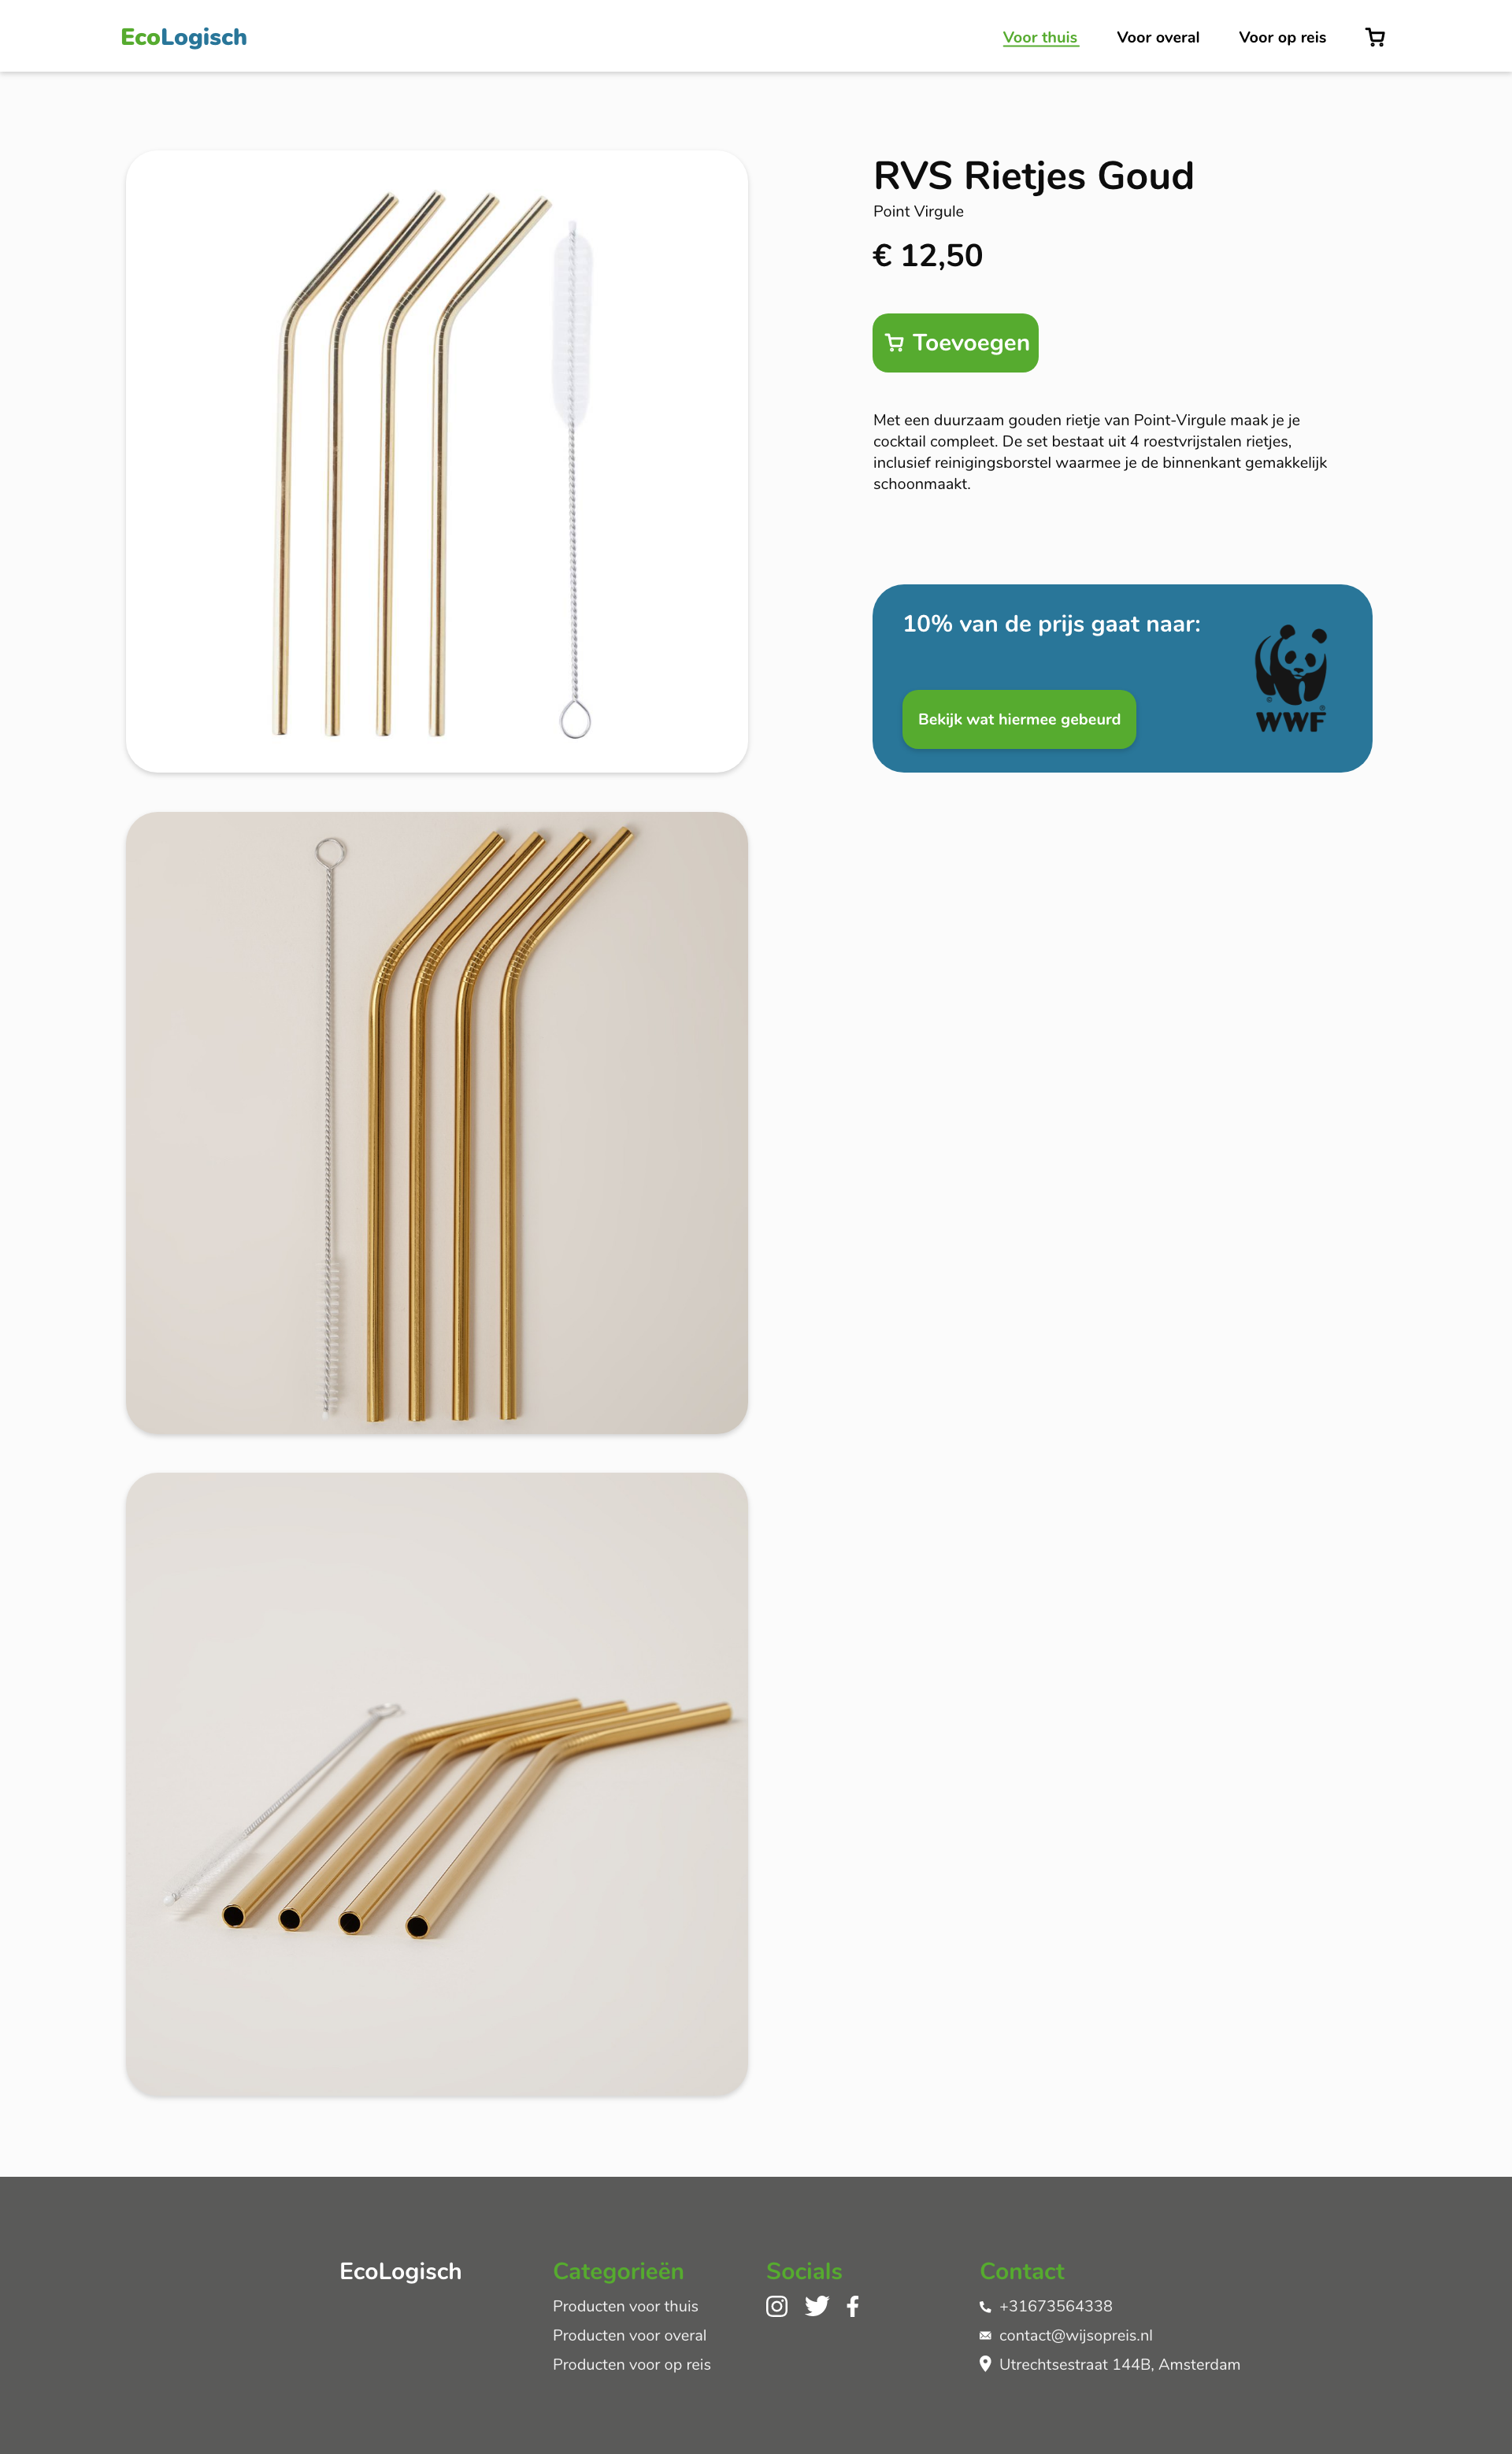 EcoLogisch
Voor thuis
Voor overal
Voor op reis
RVS Rietjes Goud
Point Virgule
€ 12,50
Toevoegen
Met een duurzaam gouden rietje van Point-Virgule maak je je
cocktail compleet. De set bestaat uit 4 roestvrijstalen rietjes,
inclusief reinigingsborstel waarmee je de binnenkant gemakkelijk
schoonmaakt.
10% van de prijs gaat naar:
Bekijk wat hiermee gebeurd
©
®
WWF
EcoLogisch
Categorieën
Producten voor thuis
Producten voor overal
Producten voor op reis
Socials
Contact
+31673564338
contact@wijsopreis.nl
Utrechtsestraat 144B, Amsterdam